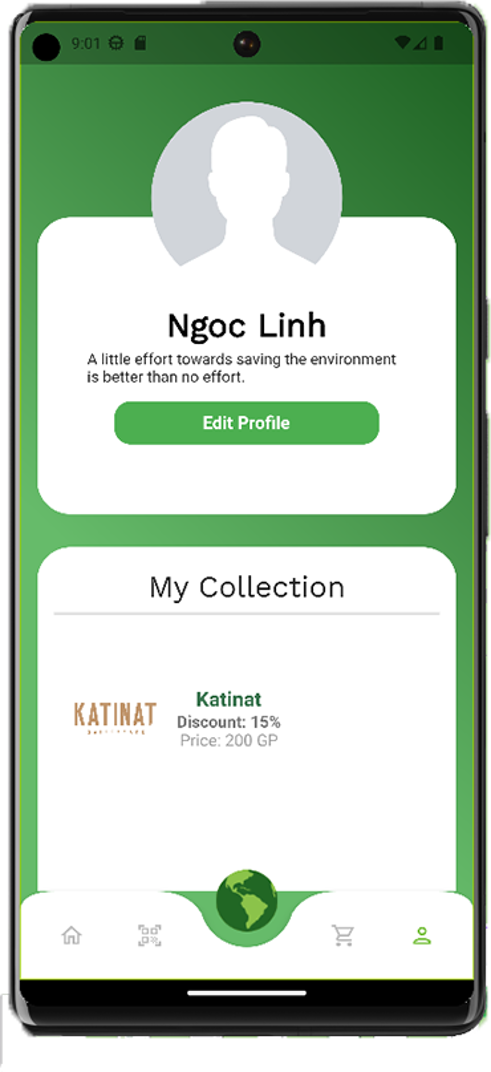 9:01
Ngoc Linh
A little effort towards saving the environment
is better than no effort.
Edit Profile
My Collection
KATINAT
Katinat
Discount: 15%
Price: 200 GP